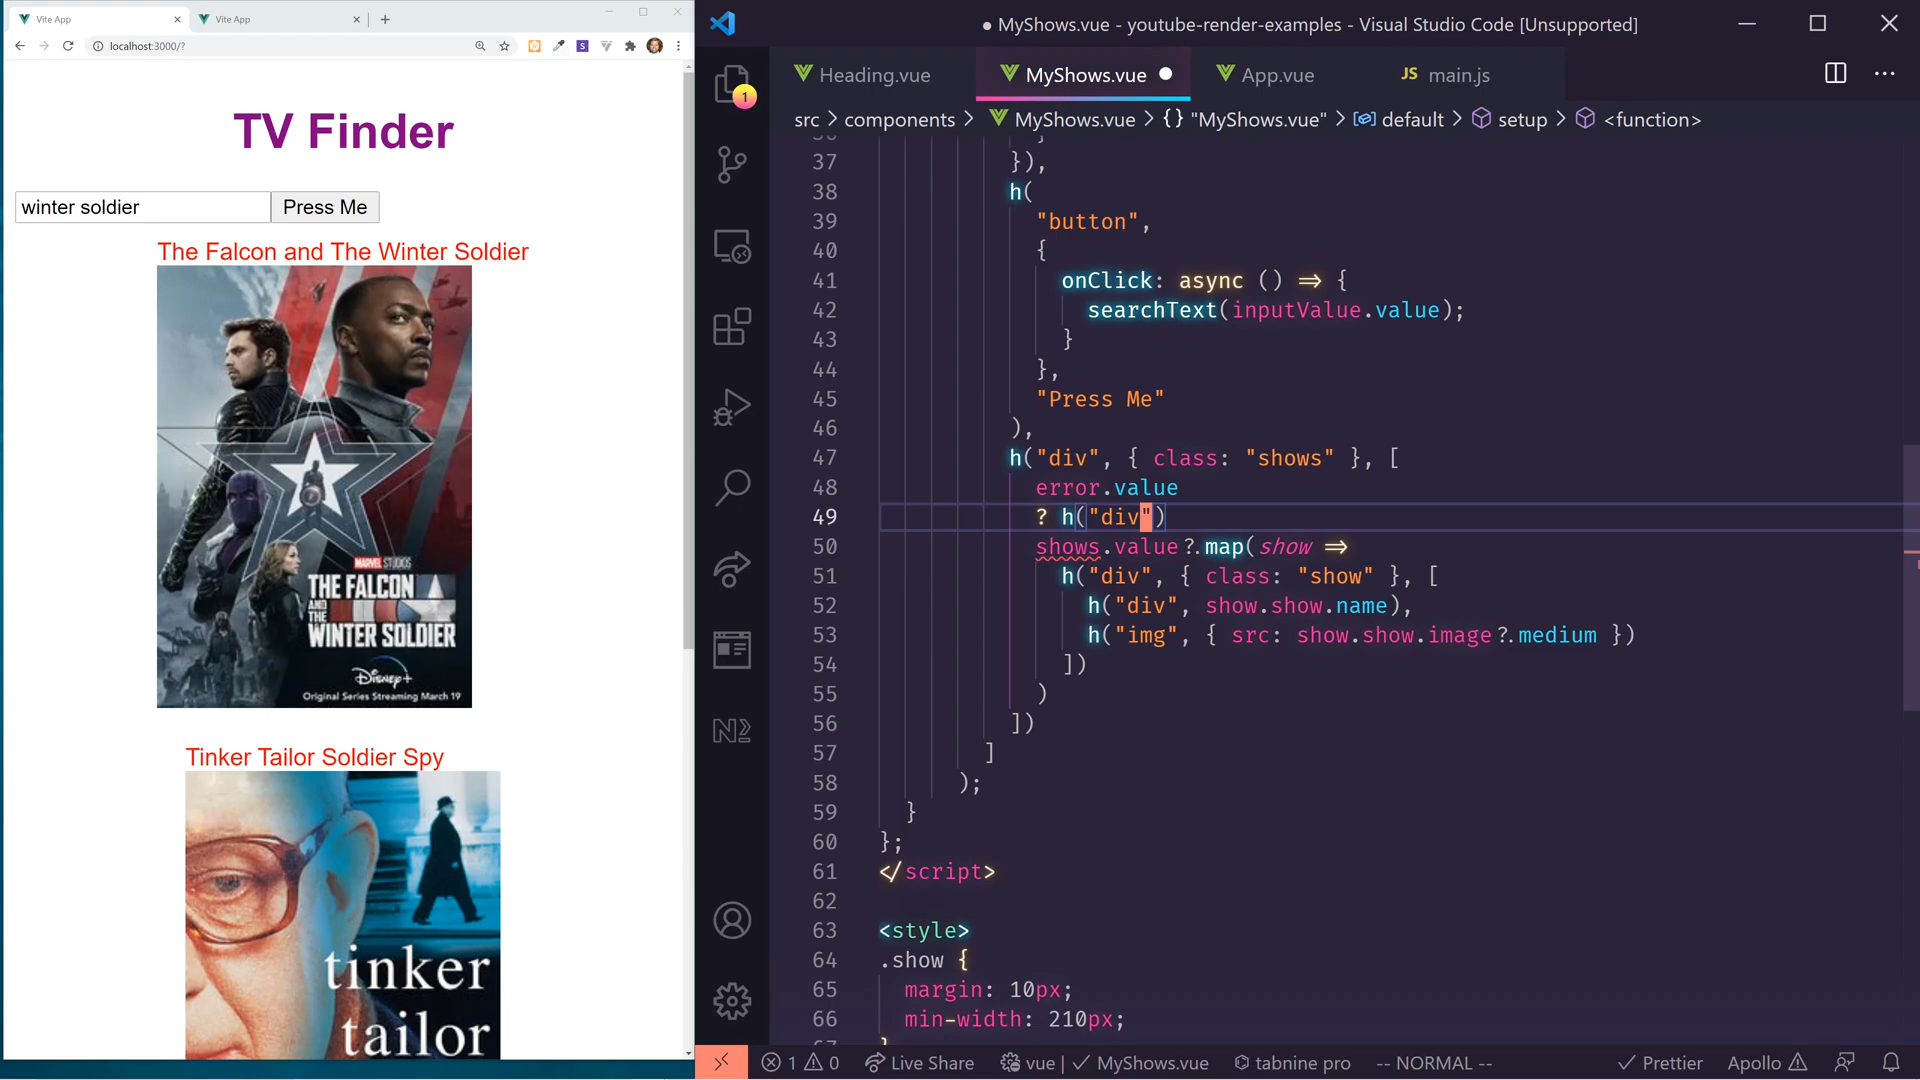 Vite App
Vite App
localhost:3000/?
TV Finder
winter soldier
Press Me
The Falcon and The Winter Soldier
MARVEL STUDIOS
THE FALCON
AND THE
WINTER SOLDIER
Disney+
Original Series Streaming March 19
Tinker Tailor Soldier Spy
tinker
tailor
● MyShows.vue - youtube-render-examples - Visual Studio Code [Unsupported]
Heading.vue
MyShows.vue
App.vue
JS main.js
src > components > MyShows.vue > {} "MyShows.vue" > default > setup > <function>
1
36 ]
37 }),
38 h(
39 "button",
40 {
41 onClick: async () => {
42 searchText(inputValue.value);
43 }
44 },
45 "Press Me"
46 ),
47 h("div", { class: "shows" }, [
48 error.value
49 ? h("div")
50 shows.value?.map(show =>
51 h("div", { class: "show" }, [
52 h("div", show.show.name),
53 h("img", { src: show.show.image?.medium })
54 ])
55 )
56 ])
57 ]
58 );
59 }
60 };
61 </script>
62
63 <style>
64 .show {
65 margin: 10px;
66 min-width: 210px;
67 }
1 0 Live Share vue | ✓ MyShows.vue tabnine pro -- NORMAL -- ✓ Prettier Apollo